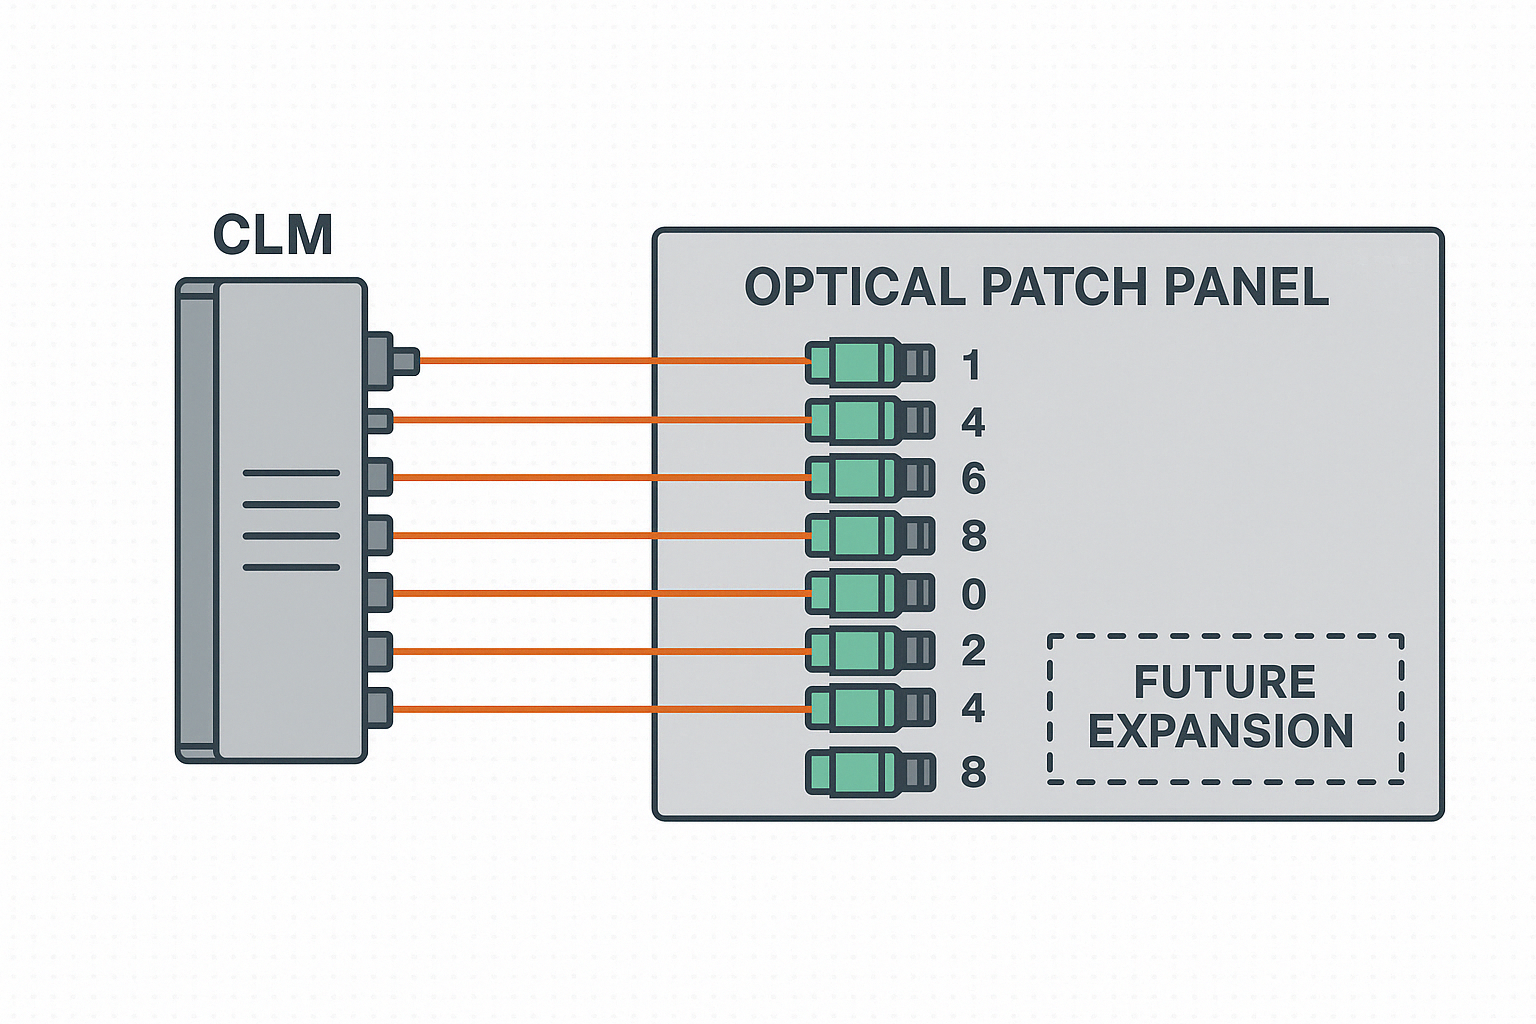 CLM
OPTICAL PATCH PANEL
1
4
6
8
0
2
4
8
FUTURE
EXPANSION